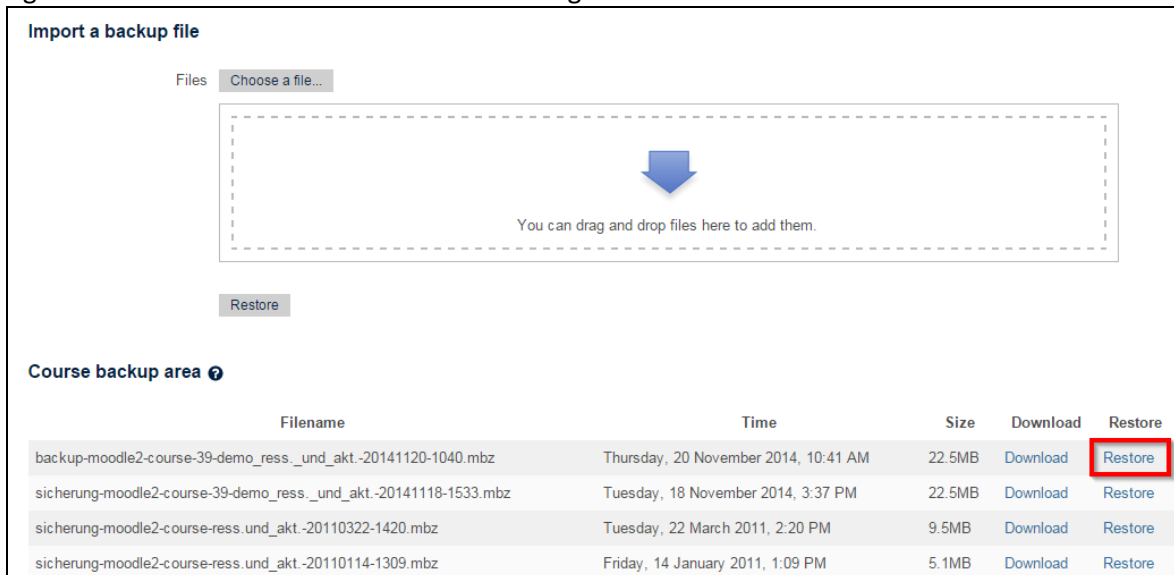 Import a backup file
Files Choose a file...
You can drag and drop files here to add them.
Restore
Course backup area ?
Filename Time Size Download Restore
backup-moodle2-course-39-demo_ress._und_akt.-20141120-1040.mbz Thursday, 20 November 2014, 10:41 AM 22.5MB Download Restore
sicherung-moodle2-course-39-demo_ress._und_akt.-20141118-1533.mbz Tuesday, 18 November 2014, 3:37 PM 22.5MB Download Restore
sicherung-moodle2-course-ress.und_akt.-20110322-1420.mbz Tuesday, 22 March 2011, 2:20 PM 9.5MB Download Restore
sicherung-moodle2-course-ress.und_akt.-20110114-1309.mbz Friday, 14 January 2011, 1:09 PM 5.1MB Download Restore